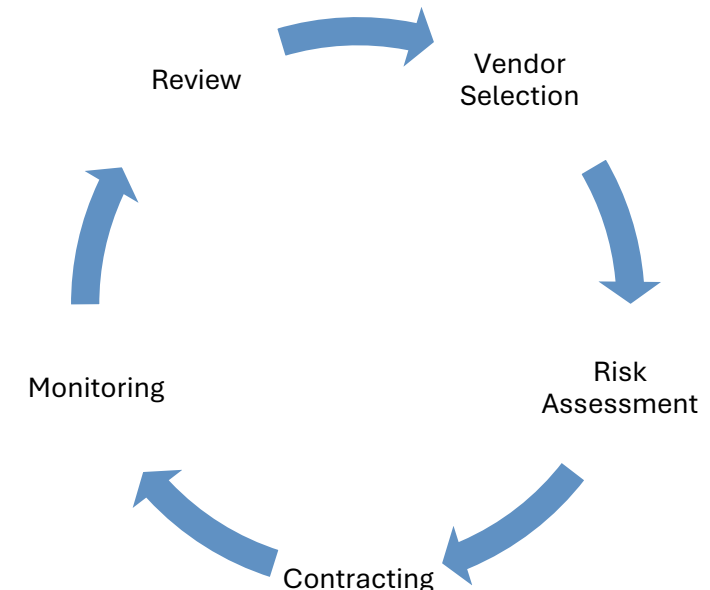 Review
Vendor
Selection
Risk
Assessment
Contracting
Monitoring